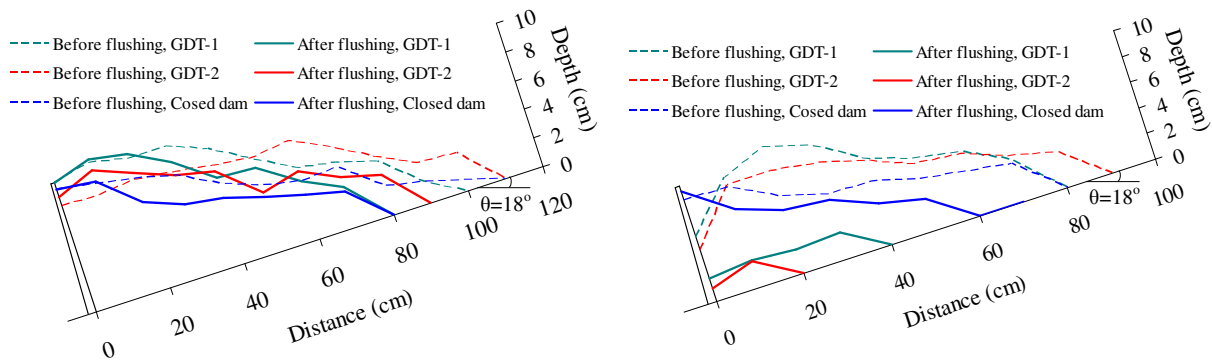 Before flushing, GDT-1
After flushing, GDT-1
Before flushing, GDT-2
After flushing, GDT-2
Before flushing, Cosed dam
After flushing, Closed dam
10
8
6
4
2
0
Depth (cm)
θ=18°
0
20
40
60
80
100
120
Distance (cm)
Before flushing, GDT-1
After flushing, GDT-1
Before flushing, GDT-2
After flushing, GDT-2
Before flushing, Cosed dam
After flushing, Closed dam
10
8
6
4
2
0
Depth (cm)
θ=18°
0
20
40
60
80
100
Distance (cm)